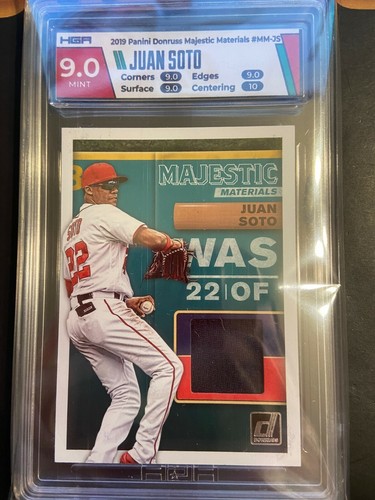 HGA
2019 Panini Donruss Majestic Materials #MM-JS
9.0
MINT
JUAN SOTO
Corners 9.0 Edges 9.0
Surface 9.0 Centering 10
MAJESTIC
MATERIALS
JUAN
SOTO
WAS
22 | OF
SOTO
22
DONRUSS